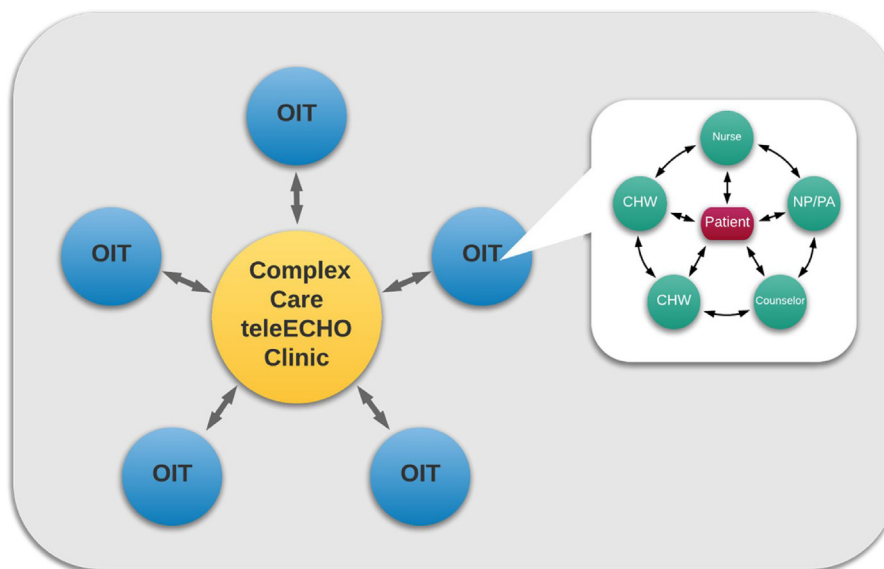 OIT
OIT
Complex
Care
teleECHO
Clinic
OIT
OIT
OIT
Nurse
CHW
NP/PA
Patient
CHW
Counselor